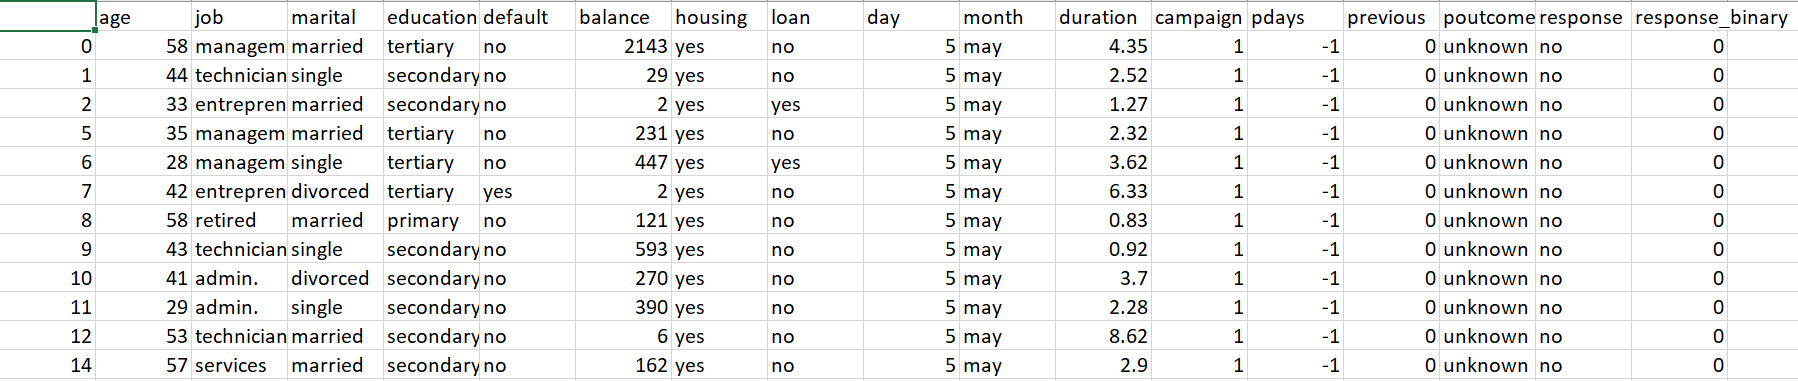 age job marital education default balance housing loan day month duration campaign pdays previous poutcome response response_binary
0 58 managem married tertiary no 2143 yes no 5 may 4.35 1 -1 0 unknown no 0
1 44 technician single secondary no 29 yes no 5 may 2.52 1 -1 0 unknown no 0
2 33 entrepren married secondary no 2 yes yes 5 may 1.27 1 -1 0 unknown no 0
5 35 managem married tertiary no 231 yes no 5 may 2.32 1 -1 0 unknown no 0
6 28 managem single tertiary no 447 yes yes 5 may 3.62 1 -1 0 unknown no 0
7 42 entrepren divorced tertiary yes 2 yes no 5 may 6.33 1 -1 0 unknown no 0
8 58 retired married primary no 121 yes no 5 may 0.83 1 -1 0 unknown no 0
9 43 technician single secondary no 593 yes no 5 may 0.92 1 -1 0 unknown no 0
10 41 admin. divorced secondary no 270 yes no 5 may 3.7 1 -1 0 unknown no 0
11 29 admin. single secondary no 390 yes no 5 may 2.28 1 -1 0 unknown no 0
12 53 technician married secondary no 6 yes no 5 may 8.62 1 -1 0 unknown no 0
14 57 services married secondary no 162 yes no 5 may 2.9 1 -1 0 unknown no 0